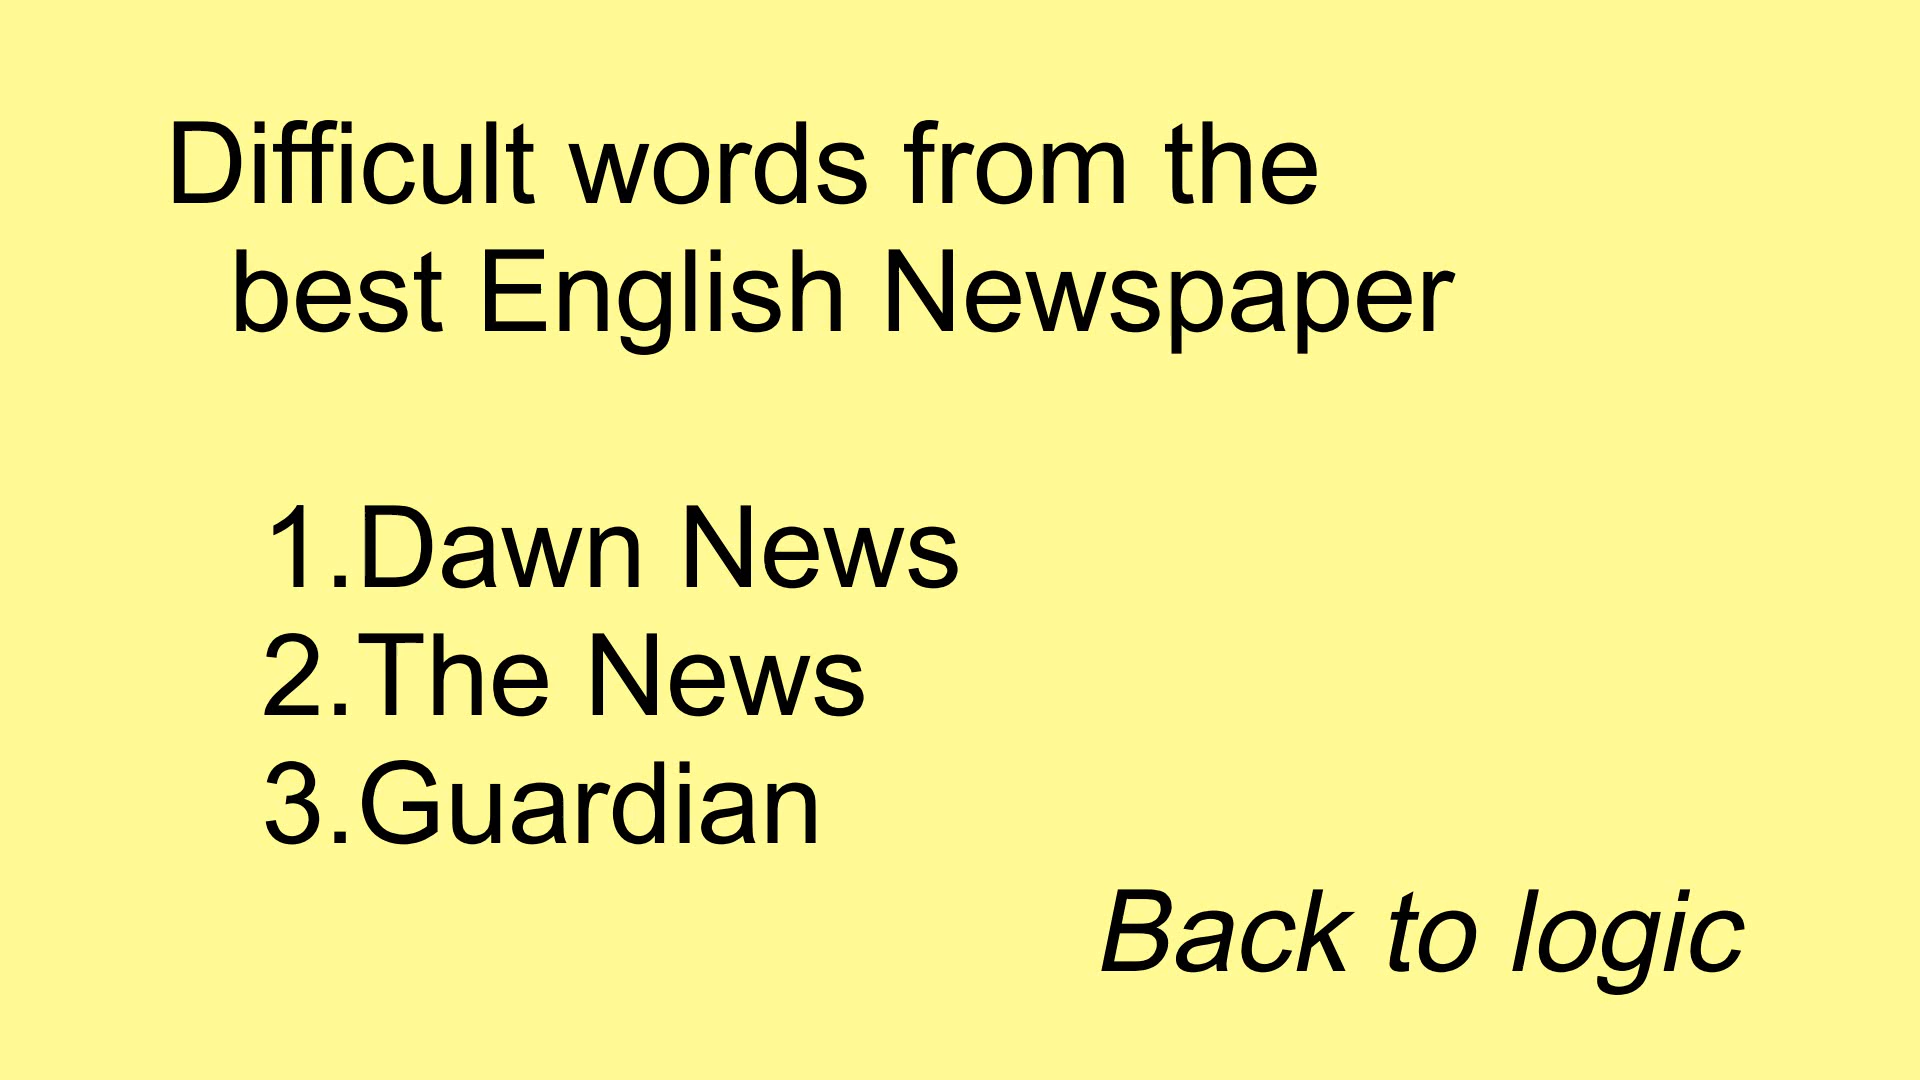 Difficult words from the
best English Newspaper
1.Dawn News
2.The News
3.Guardian
Back to logic